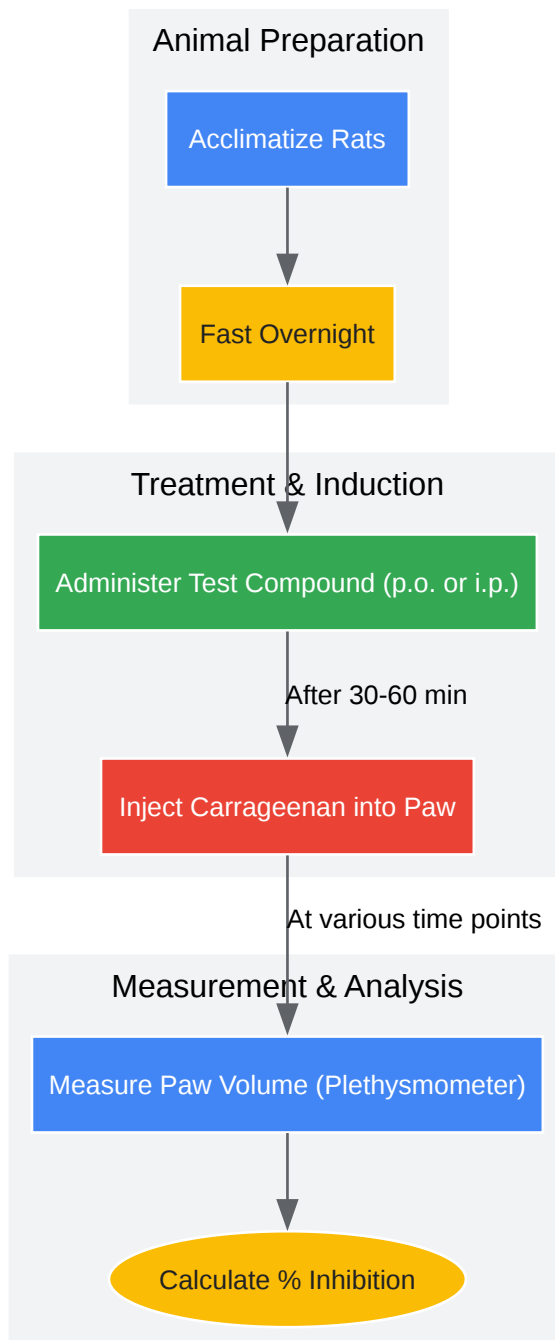 Animal Preparation
Acclimatize Rats
Fast Overnight
Treatment & Induction
Administer Test Compound (p.o. or i.p.)
After 30-60 min
Inject Carrageenan into Paw
At various time points
Measurement & Analysis
Measure Paw Volume (Plethysmometer)
Calculate % Inhibition